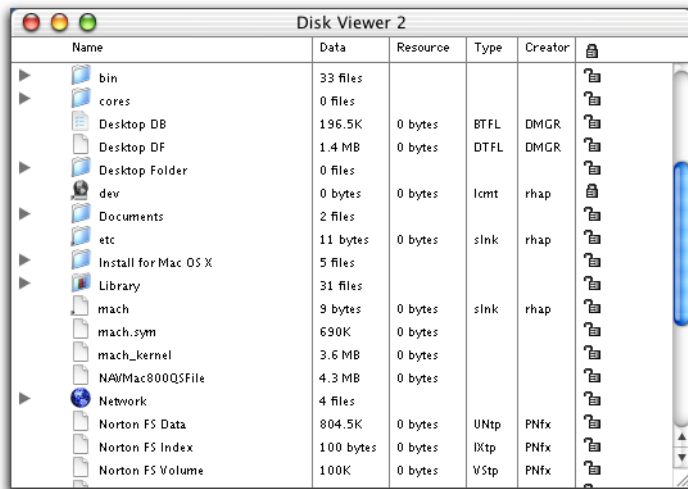 Disk Viewer 2
Name Data Resource Type Creator
bin 33 files
cores 0 files
Desktop DB 196.5K 0 bytes BTFL DMGR
Desktop DF 1.4 MB 0 bytes DTFL DMGR
Desktop Folder 0 files
dev 0 bytes 0 bytes lcmt rhap
Documents 2 files
etc 11 bytes 0 bytes slnk rhap
Install for Mac OS X 5 files
Library 31 files
mach 9 bytes 0 bytes slnk rhap
mach.sym 690K 0 bytes
mach_kernel 3.6 MB 0 bytes
NAVMac800QSFile 4.3 MB 0 bytes
Network 4 files
Norton FS Data 804.5K 0 bytes UNtp PNfx
Norton FS Index 100 bytes 0 bytes IXtp PNfx
Norton FS Volume 100K 0 bytes VStp PNfx